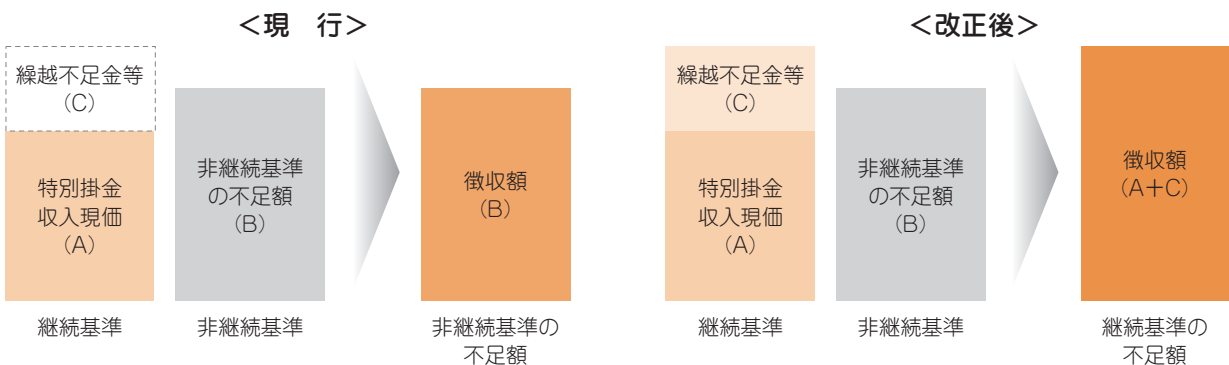 ＜現　行＞
繰越不足金等
（C）
特別掛金
収入現価
（A）
継続基準
非継続基準
の不足額
（B）
非継続基準
徴収額
（B）
非継続基準の
不足額
＜改正後＞
繰越不足金等
（C）
特別掛金
収入現価
（A）
継続基準
非継続基準
の不足額
（B）
非継続基準
徴収額
（A＋C）
継続基準の
不足額